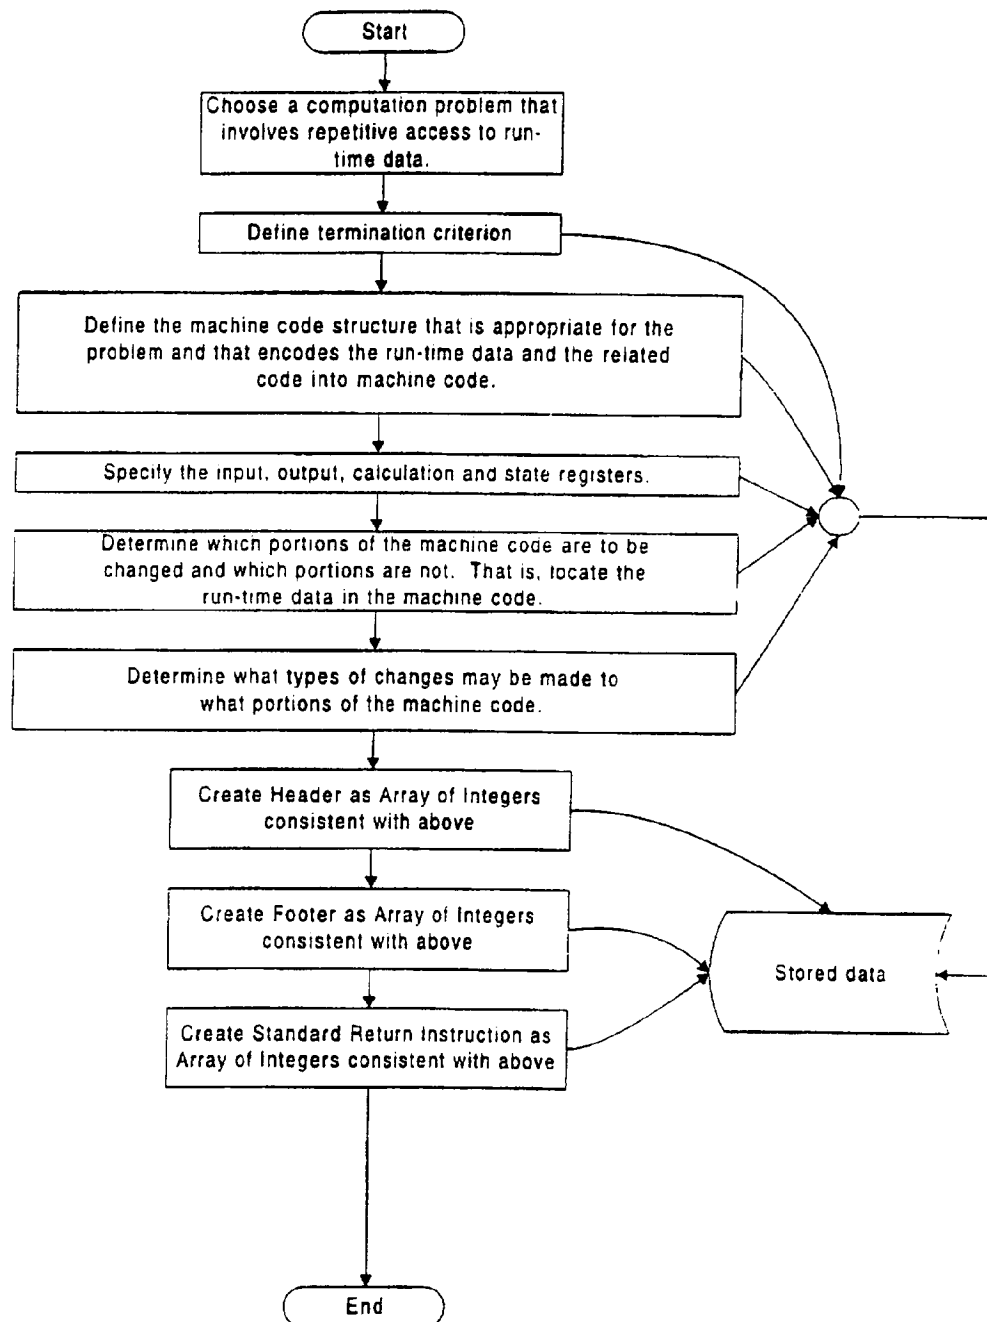 Start
Choose a computation problem that
involves repetitive access to run-
time data.
Define termination criterion
Define the machine code structure that is appropriate for the
problem and that encodes the run-time data and the related
code into machine code.
Specify the input, output, calculation and state registers.
Determine which portions of the machine code are to be
changed and which portions are not. That is, locate the
run-time data in the machine code.
Determine what types of changes may be made to
what portions of the machine code.
Create Header as Array of Integers
consistent with above
Create Footer as Array of Integers
consistent with above
Stored data
Create Standard Return Instruction as
Array of Integers consistent with above
End